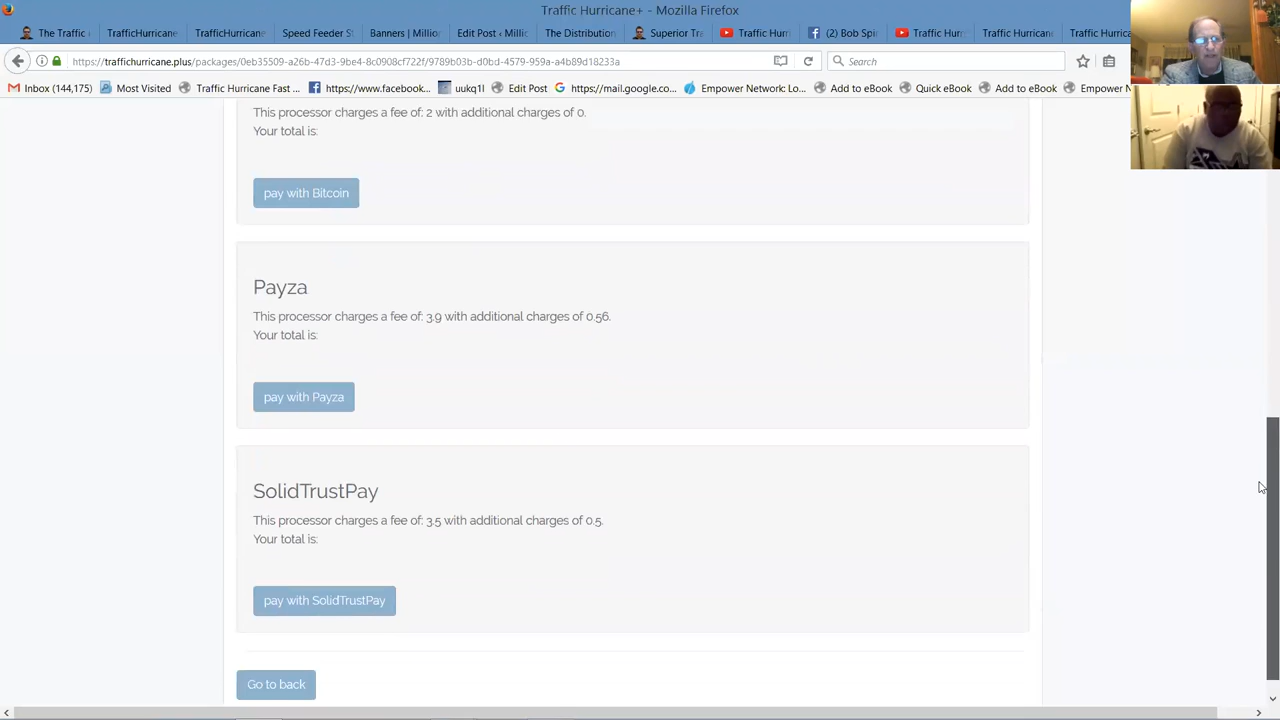 Traffic Hurricane+ - Mozilla Firefox
The Traffic
TrafficHurricane
TrafficHurricane
Speed Feeder St
Banners | Million
Edit Post ‹ Millic
The Distribution
Superior Tra
Traffic Hurr
(2) Bob Spir
Traffic Hurr
Traffic Hurricane
Traffic Hurrica
https://traffichurricane.plus/packages/0eb35509-a26b-47d3-9be4-8c0908cf722f/9789b03b-d0bd-4579-959a-a4b89d18233a
Search
Inbox (144,175)
Most Visited
Traffic Hurricane Fast ...
https://www.facebook...
uukq1l
Edit Post
https://mail.google.co...
Empower Network: Lo...
Add to eBook
Quick eBook
Add to eBook
Empower Netw
This processor charges a fee of: 2 with additional charges of 0.
Your total is:
pay with Bitcoin
Payza
This processor charges a fee of: 3.9 with additional charges of 0.56.
Your total is:
pay with Payza
SolidTrustPay
This processor charges a fee of: 3.5 with additional charges of 0.5.
Your total is:
pay with SolidTrustPay
Go to back